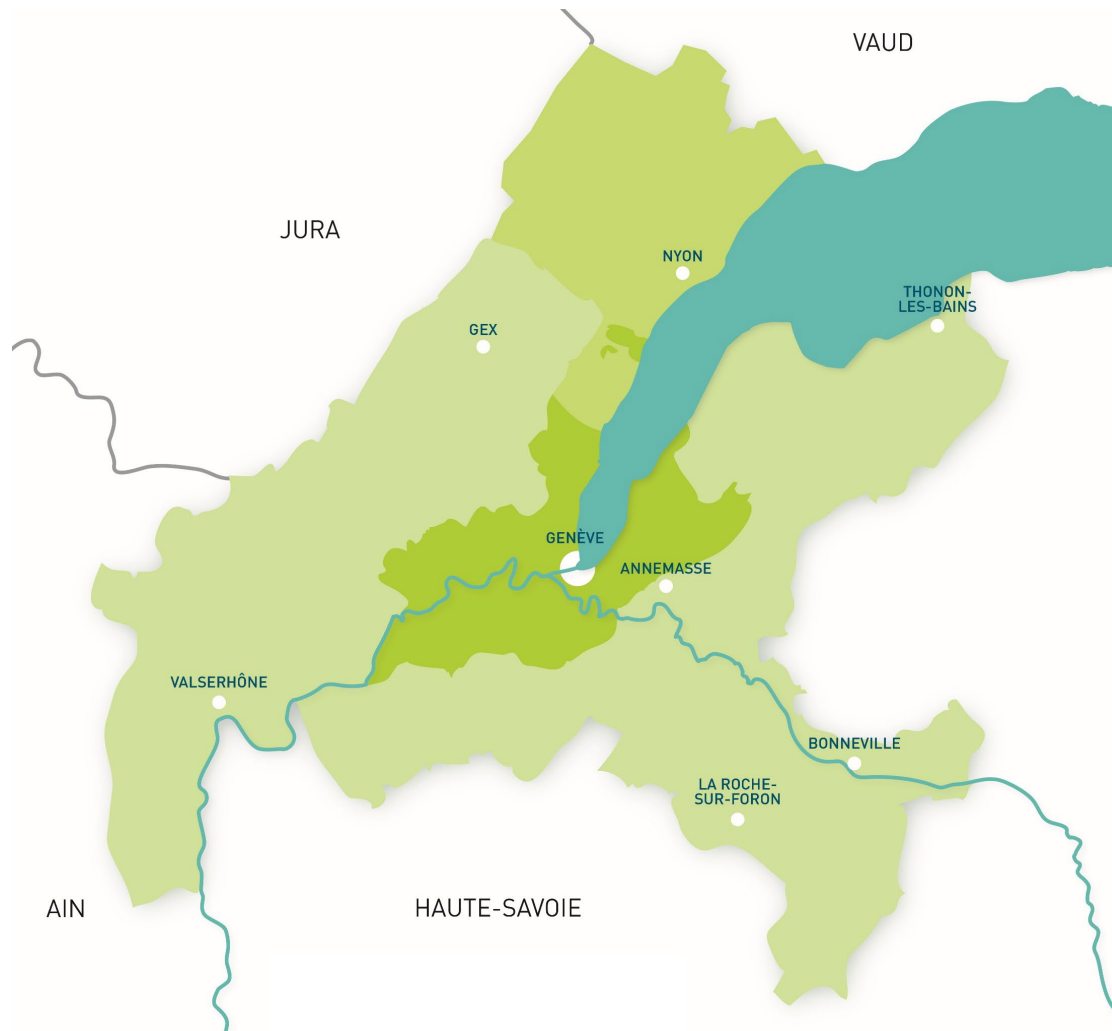 VAUD
JURA
NYON
THONON-
LES-BAINS
GEX
GENÈVE
ANNEMASSE
VALSERHÔNE
BONNEVILLE
LA ROCHE-
SUR-FORON
AIN
HAUTE-SAVOIE